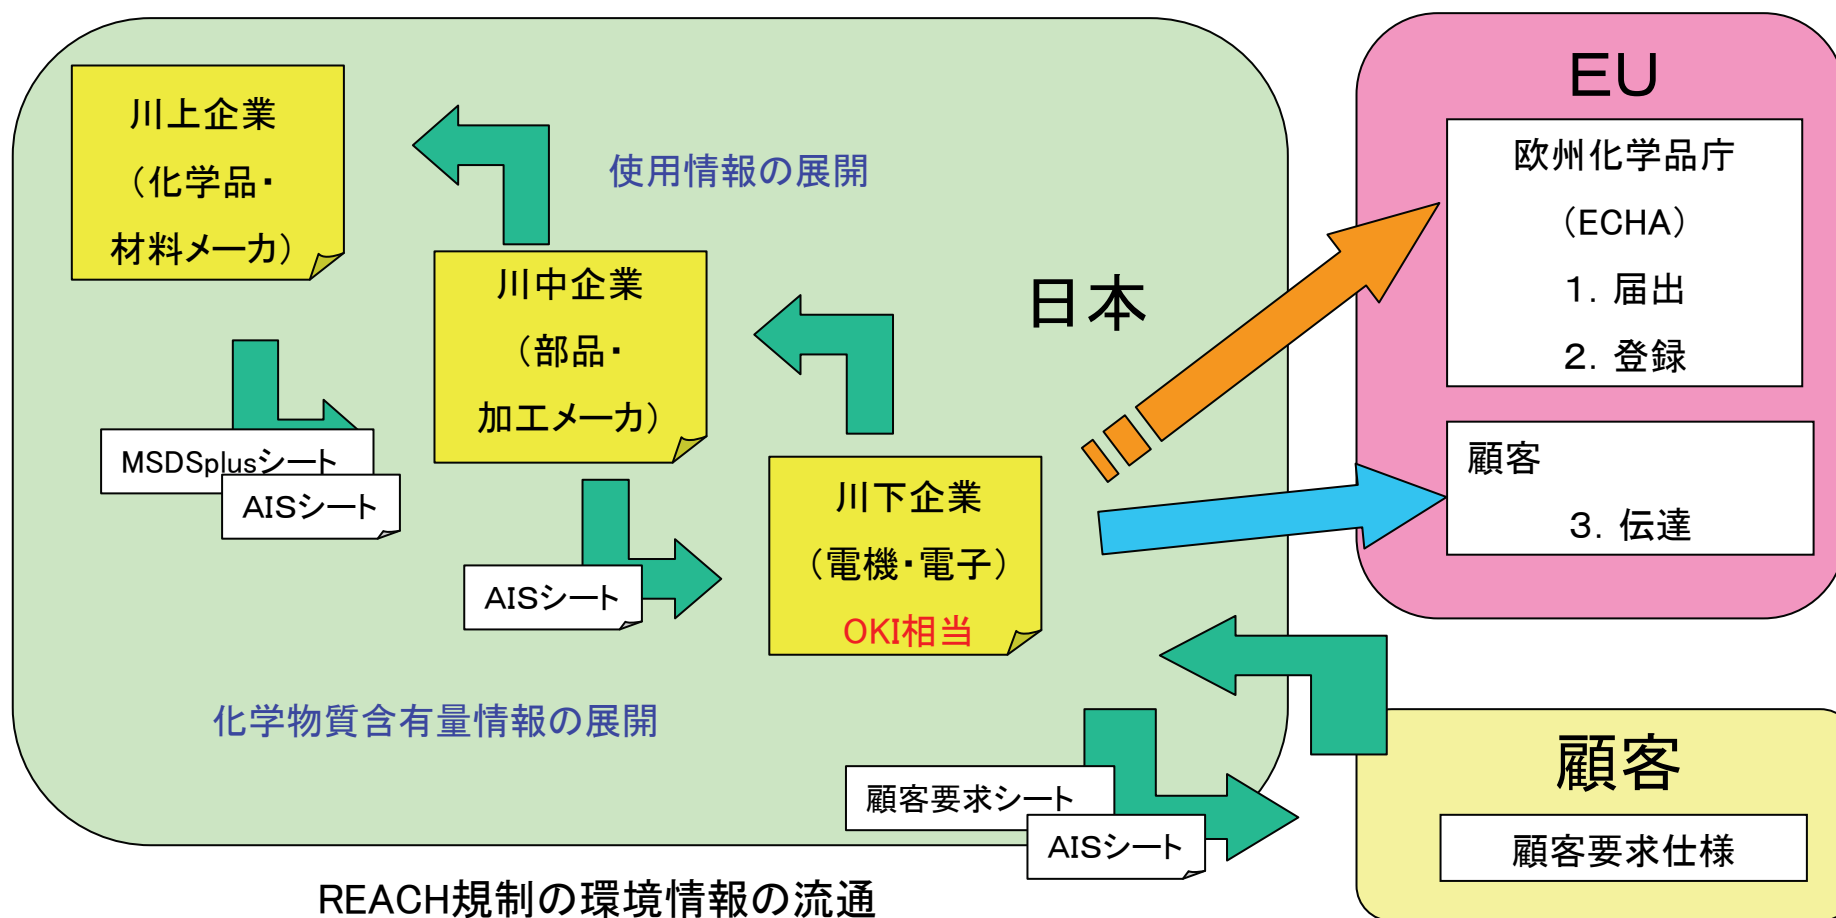 川上企業
（化学品・
材料メーカ）
使用情報の展開
川中企業
（部品・
加工メーカ）
日本
MSDSplusシート
AISシート
AISシート
川下企業
（電機・電子）
OKI相当
化学物質含有量情報の展開
顧客要求シート
AISシート
EU
欧州化学品庁
（ECHA）
１．届出
２．登録
顧客
３．伝達
顧客
顧客要求仕様
REACH規制の環境情報の流通